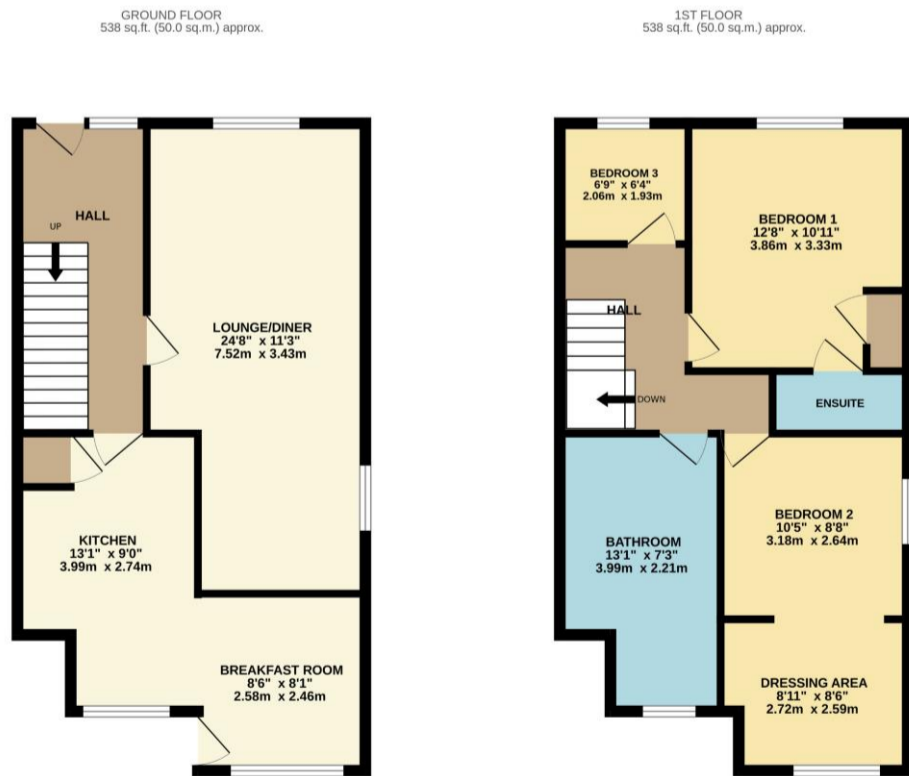 GROUND FLOOR
538 sq.ft. (50.0 sq.m.) approx.
1ST FLOOR
538 sq.ft. (50.0 sq.m.) approx.
HALL
UP
LOUNGE/DINER
24'8" x 11'3"
7.52m x 3.43m
KITCHEN
13'1" x 9'0"
3.99m x 2.74m
BREAKFAST ROOM
8'6" x 8'1"
2.58m x 2.46m
BEDROOM 3
6'9" x 6'4"
2.06m x 1.93m
BEDROOM 1
12'8" x 10'11"
3.86m x 3.33m
HALL
DOWN
ENSUITE
BATHROOM
13'1" x 7'3"
3.99m x 2.21m
BEDROOM 2
10'5" x 8'8"
3.18m x 2.64m
DRESSING AREA
8'11" x 8'6"
2.72m x 2.59m